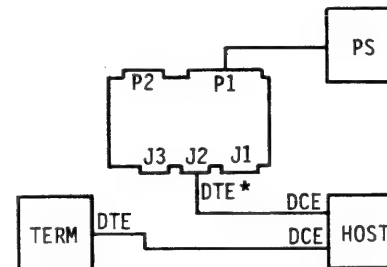 PS
P2 P1
J3 J2 J1
DTE*
DCE
TERM
DTE
DCE
HOST